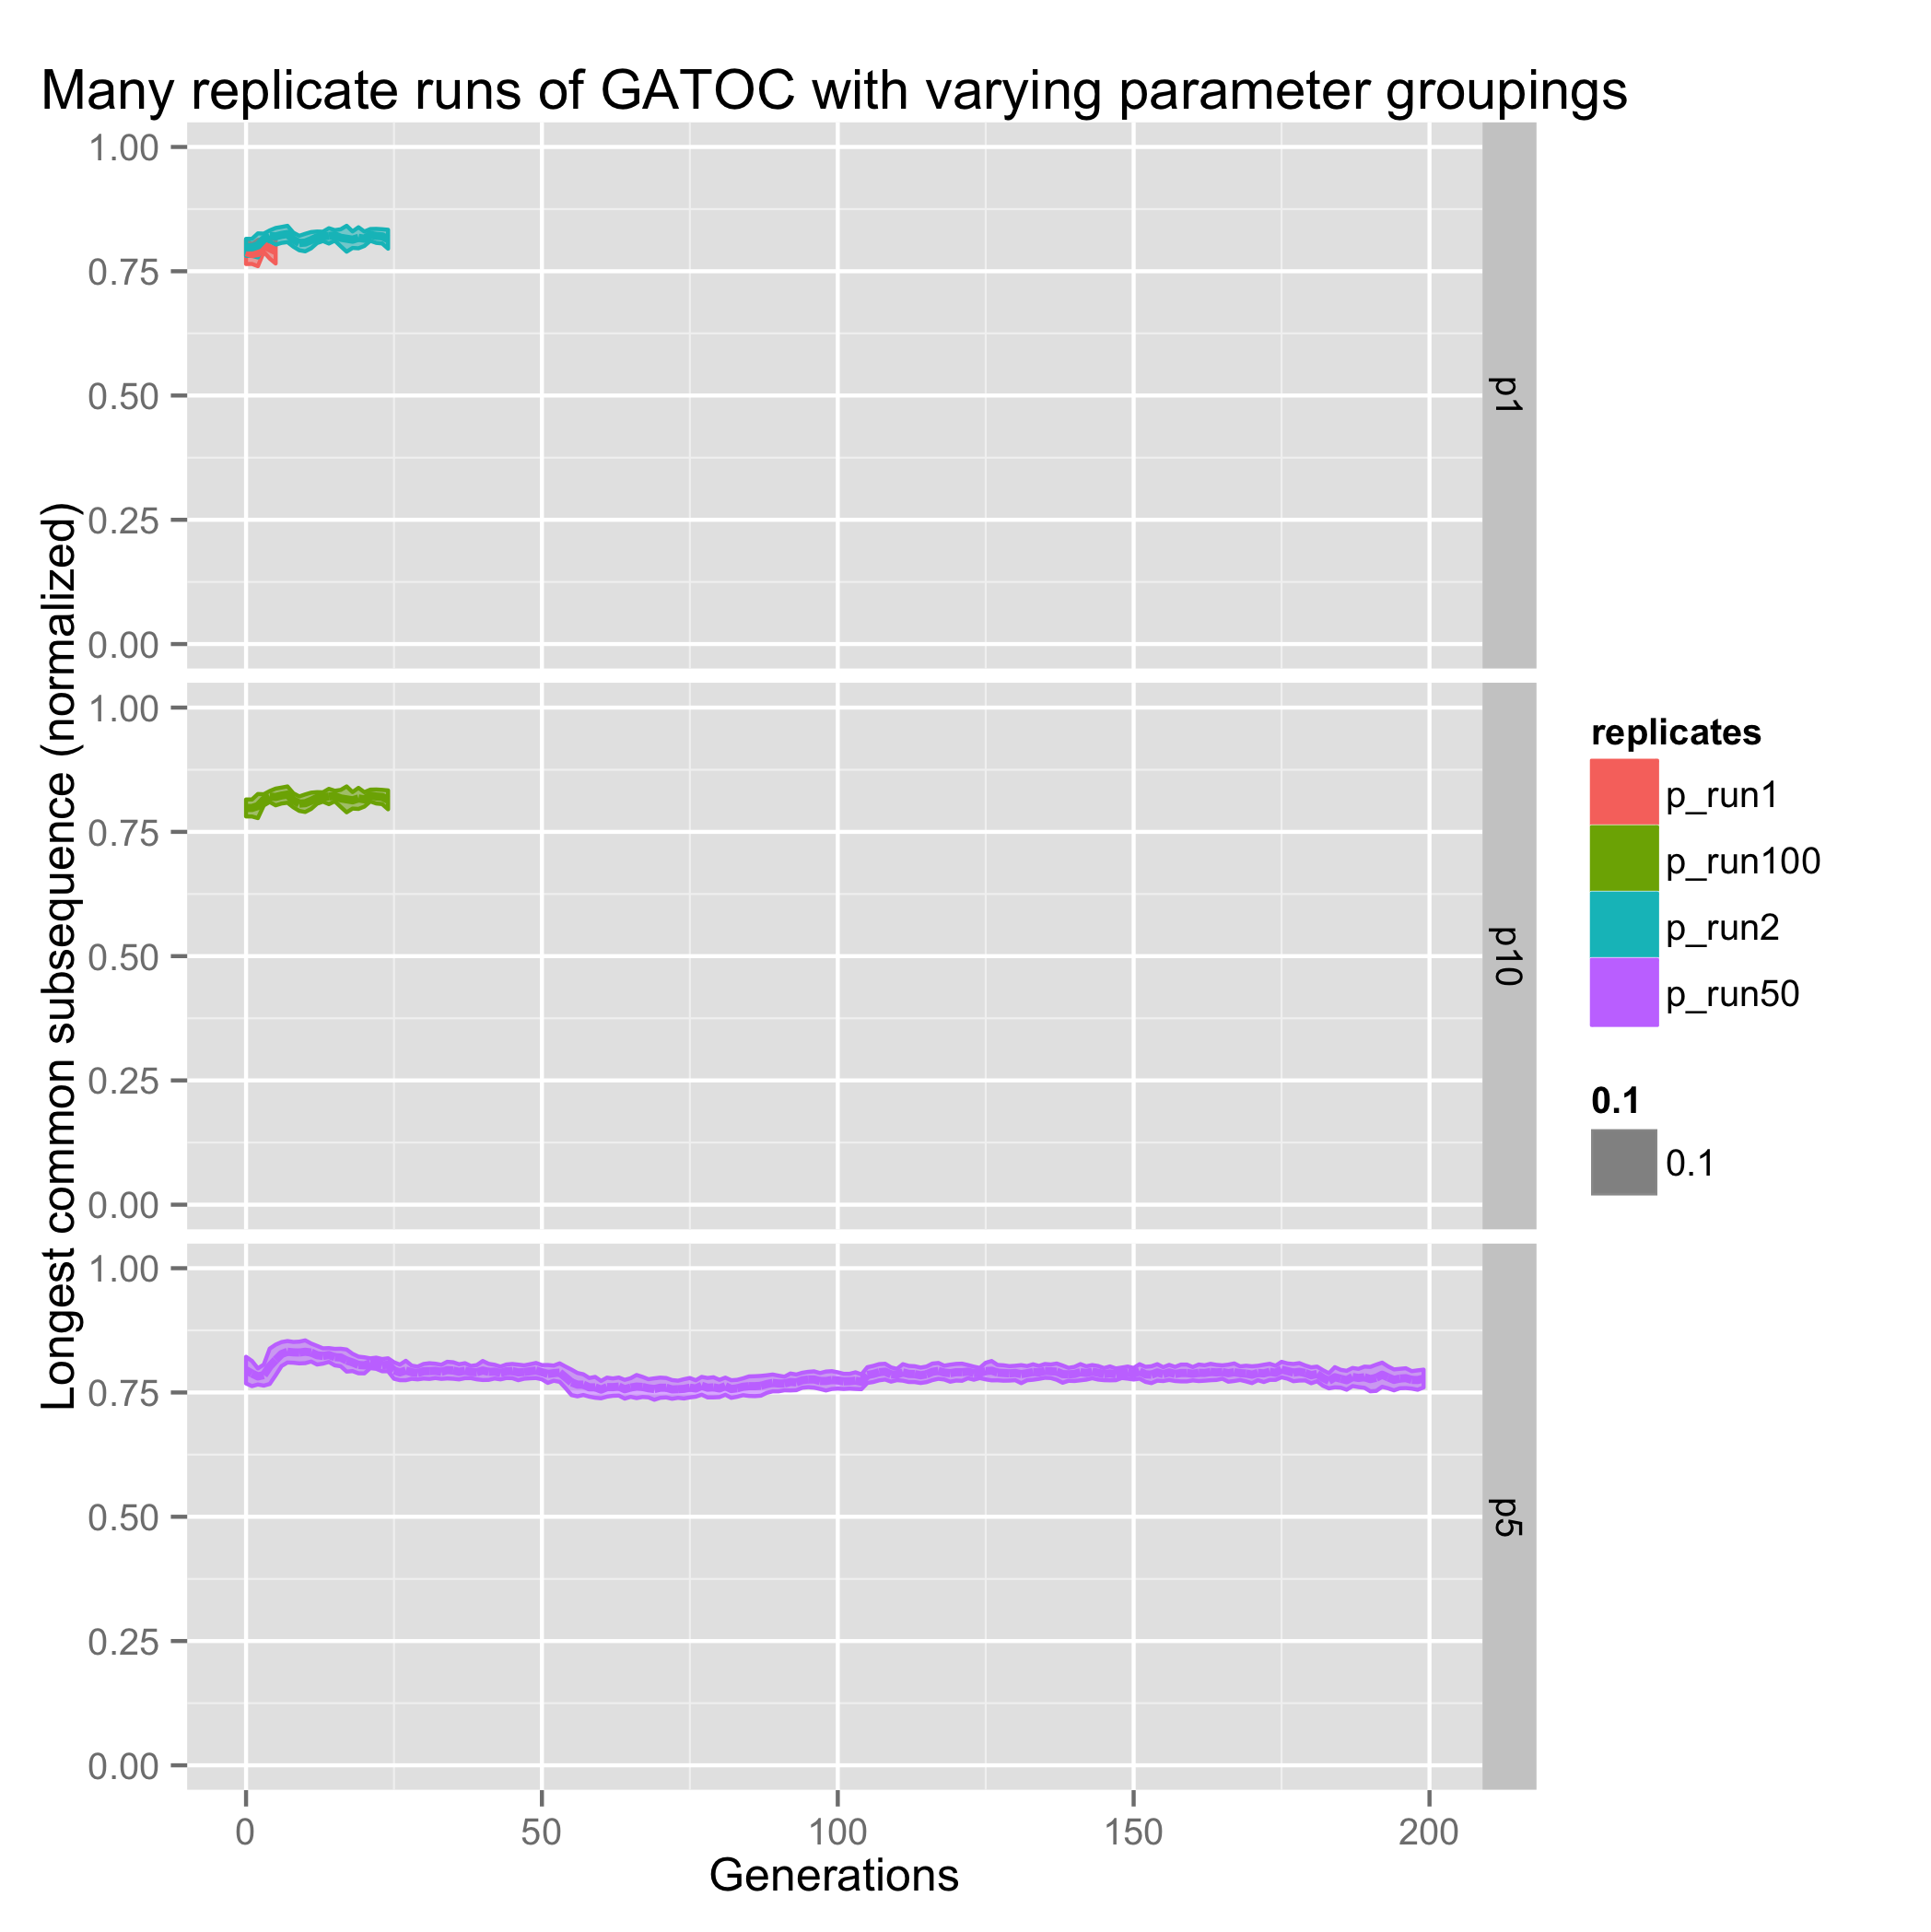 Many replicate runs of GATOC with varying parameter groupings
Longest common subsequence (normalized)
1.00
0.75
0.50
0.25
0.00
p1
1.00
0.75
0.50
0.25
0.00
p10
1.00
0.75
0.50
0.25
0.00
p5
0 50 100 150 200
Generations
replicates
p_run1
p_run100
p_run2
p_run50
0.1
0.1